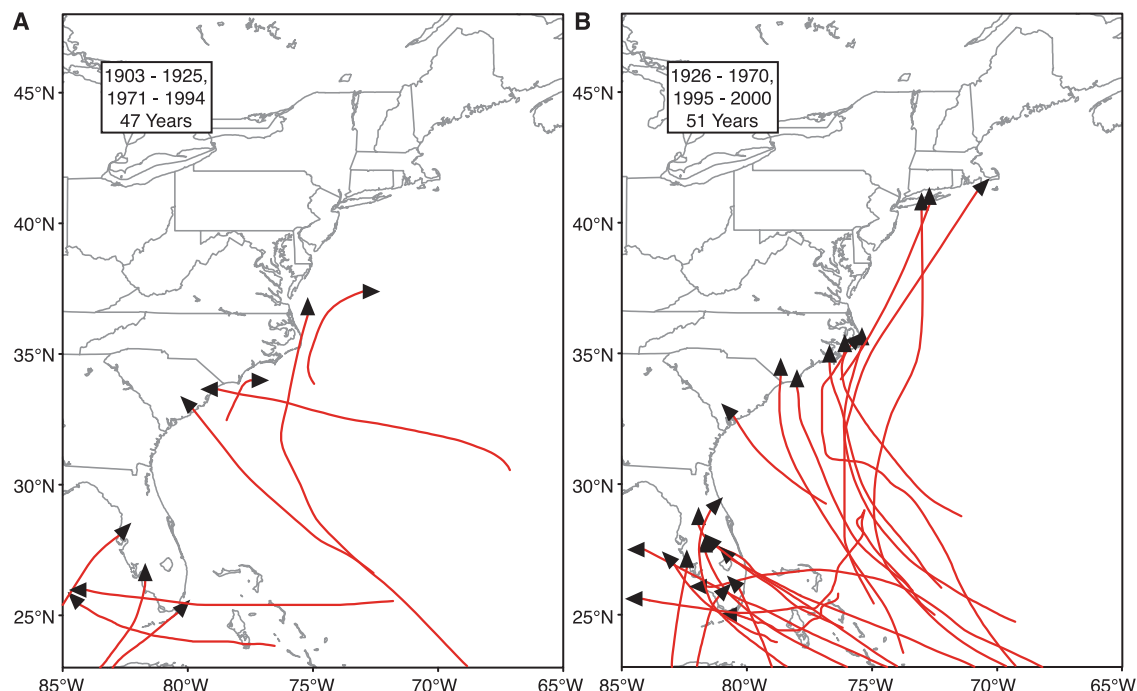 A
1903 - 1925,
1971 - 1994
47 Years
45°N
40°N
35°N
30°N
25°N
85°W
80°W
75°W
70°W
65°W
B
1926 - 1970,
1995 - 2000
51 Years
45°N
40°N
35°N
30°N
25°N
85°W
80°W
75°W
70°W
65°W